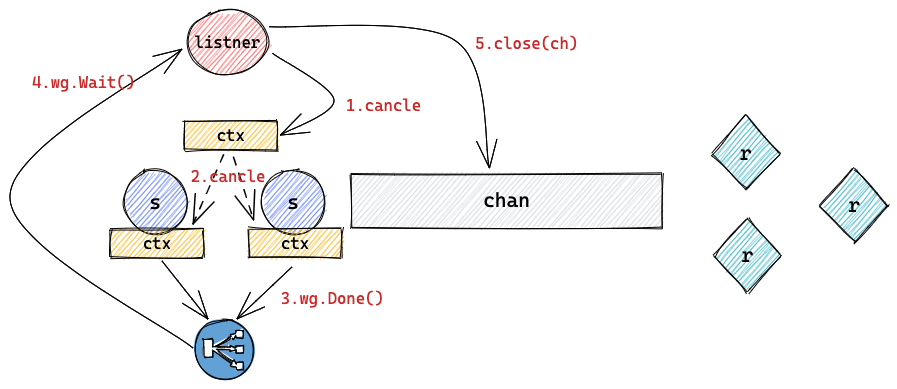 listner
5.close(ch)
4.wg.Wait()
1.cancle
ctx
r
2.cancle
s
s
chan
r
ctx
ctx
r
3.wg.Done()